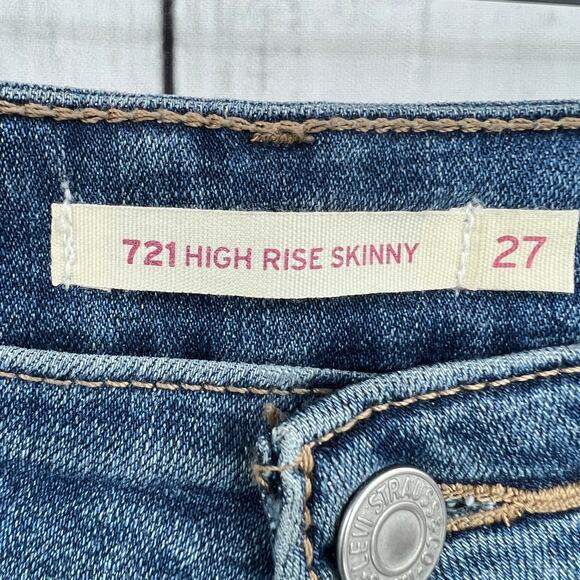 721 HIGH RISE SKINNY 27
LEVI STRAUSS & CO